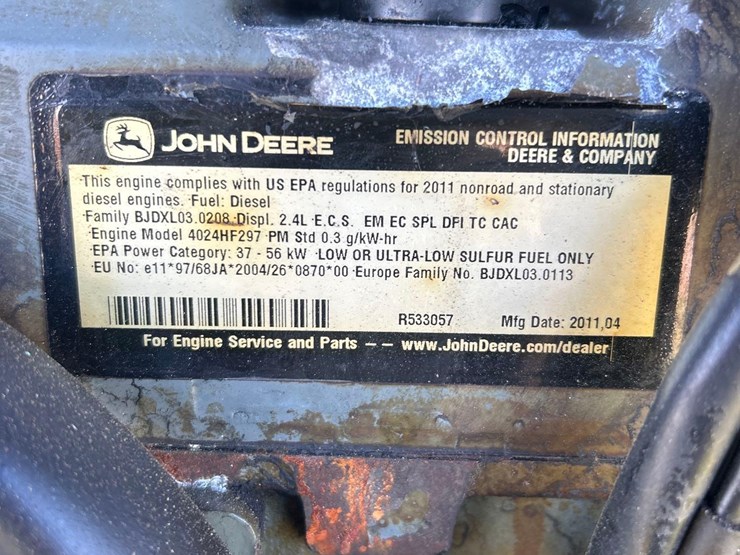 JOHN DEERE
EMISSION CONTROL INFORMATION
DEERE & COMPANY
This engine complies with US EPA regulations for 2011 nonroad and stationary
diesel engines. Fuel: Diesel
Family BJDXL03.0208 Displ. 2.4L E.C.S. EM EC SPL DFI TC CAC
Engine Model 4024HF297 PM Std 0.3 g/kW-hr
EPA Power Category: 37 - 56 kW LOW OR ULTRA-LOW SULFUR FUEL ONLY
EU No: e11*97/68JA*2004/26*0870*00 Europe Family No. BJDXL03.0113
R533057 Mfg Date: 2011,04
For Engine Service and Parts -- www.JohnDeere.com/dealer